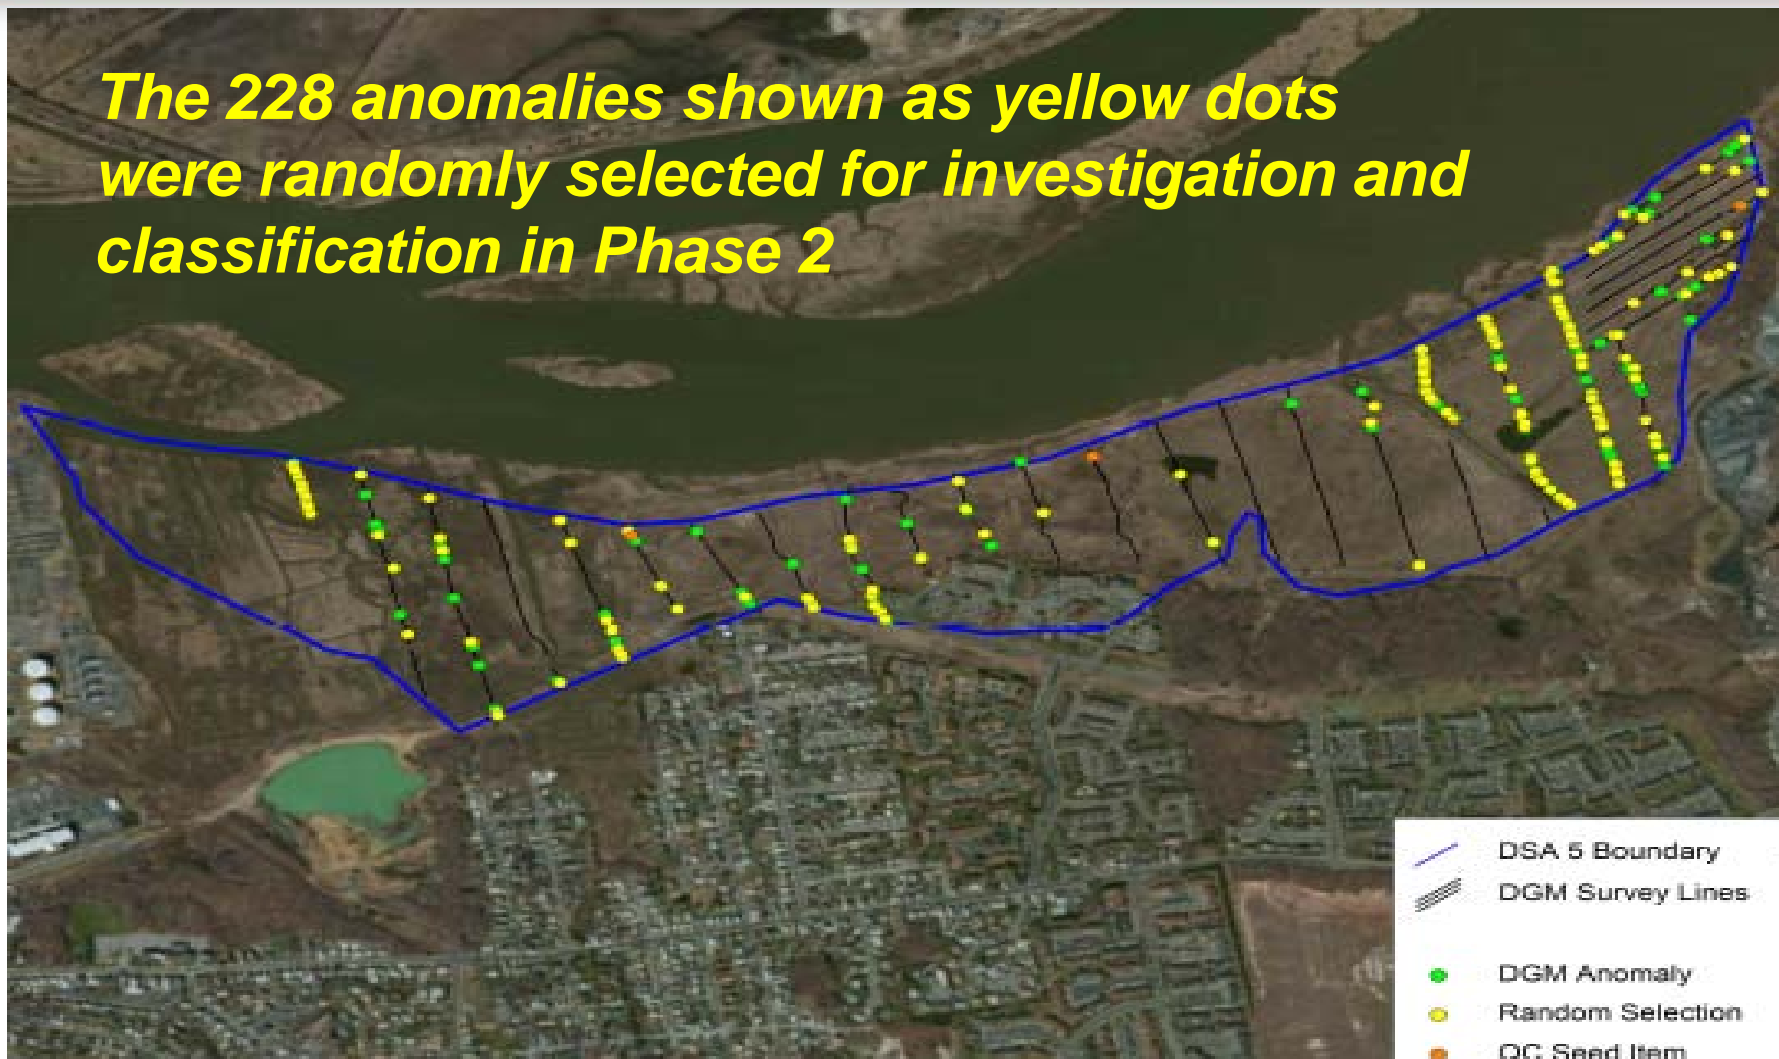 The 228 anomalies shown as yellow dots
were randomly selected for investigation and
classification in Phase 2
DSA 5 Boundary
DGM Survey Lines
DGM Anomaly
Random Selection
QC Seed Item